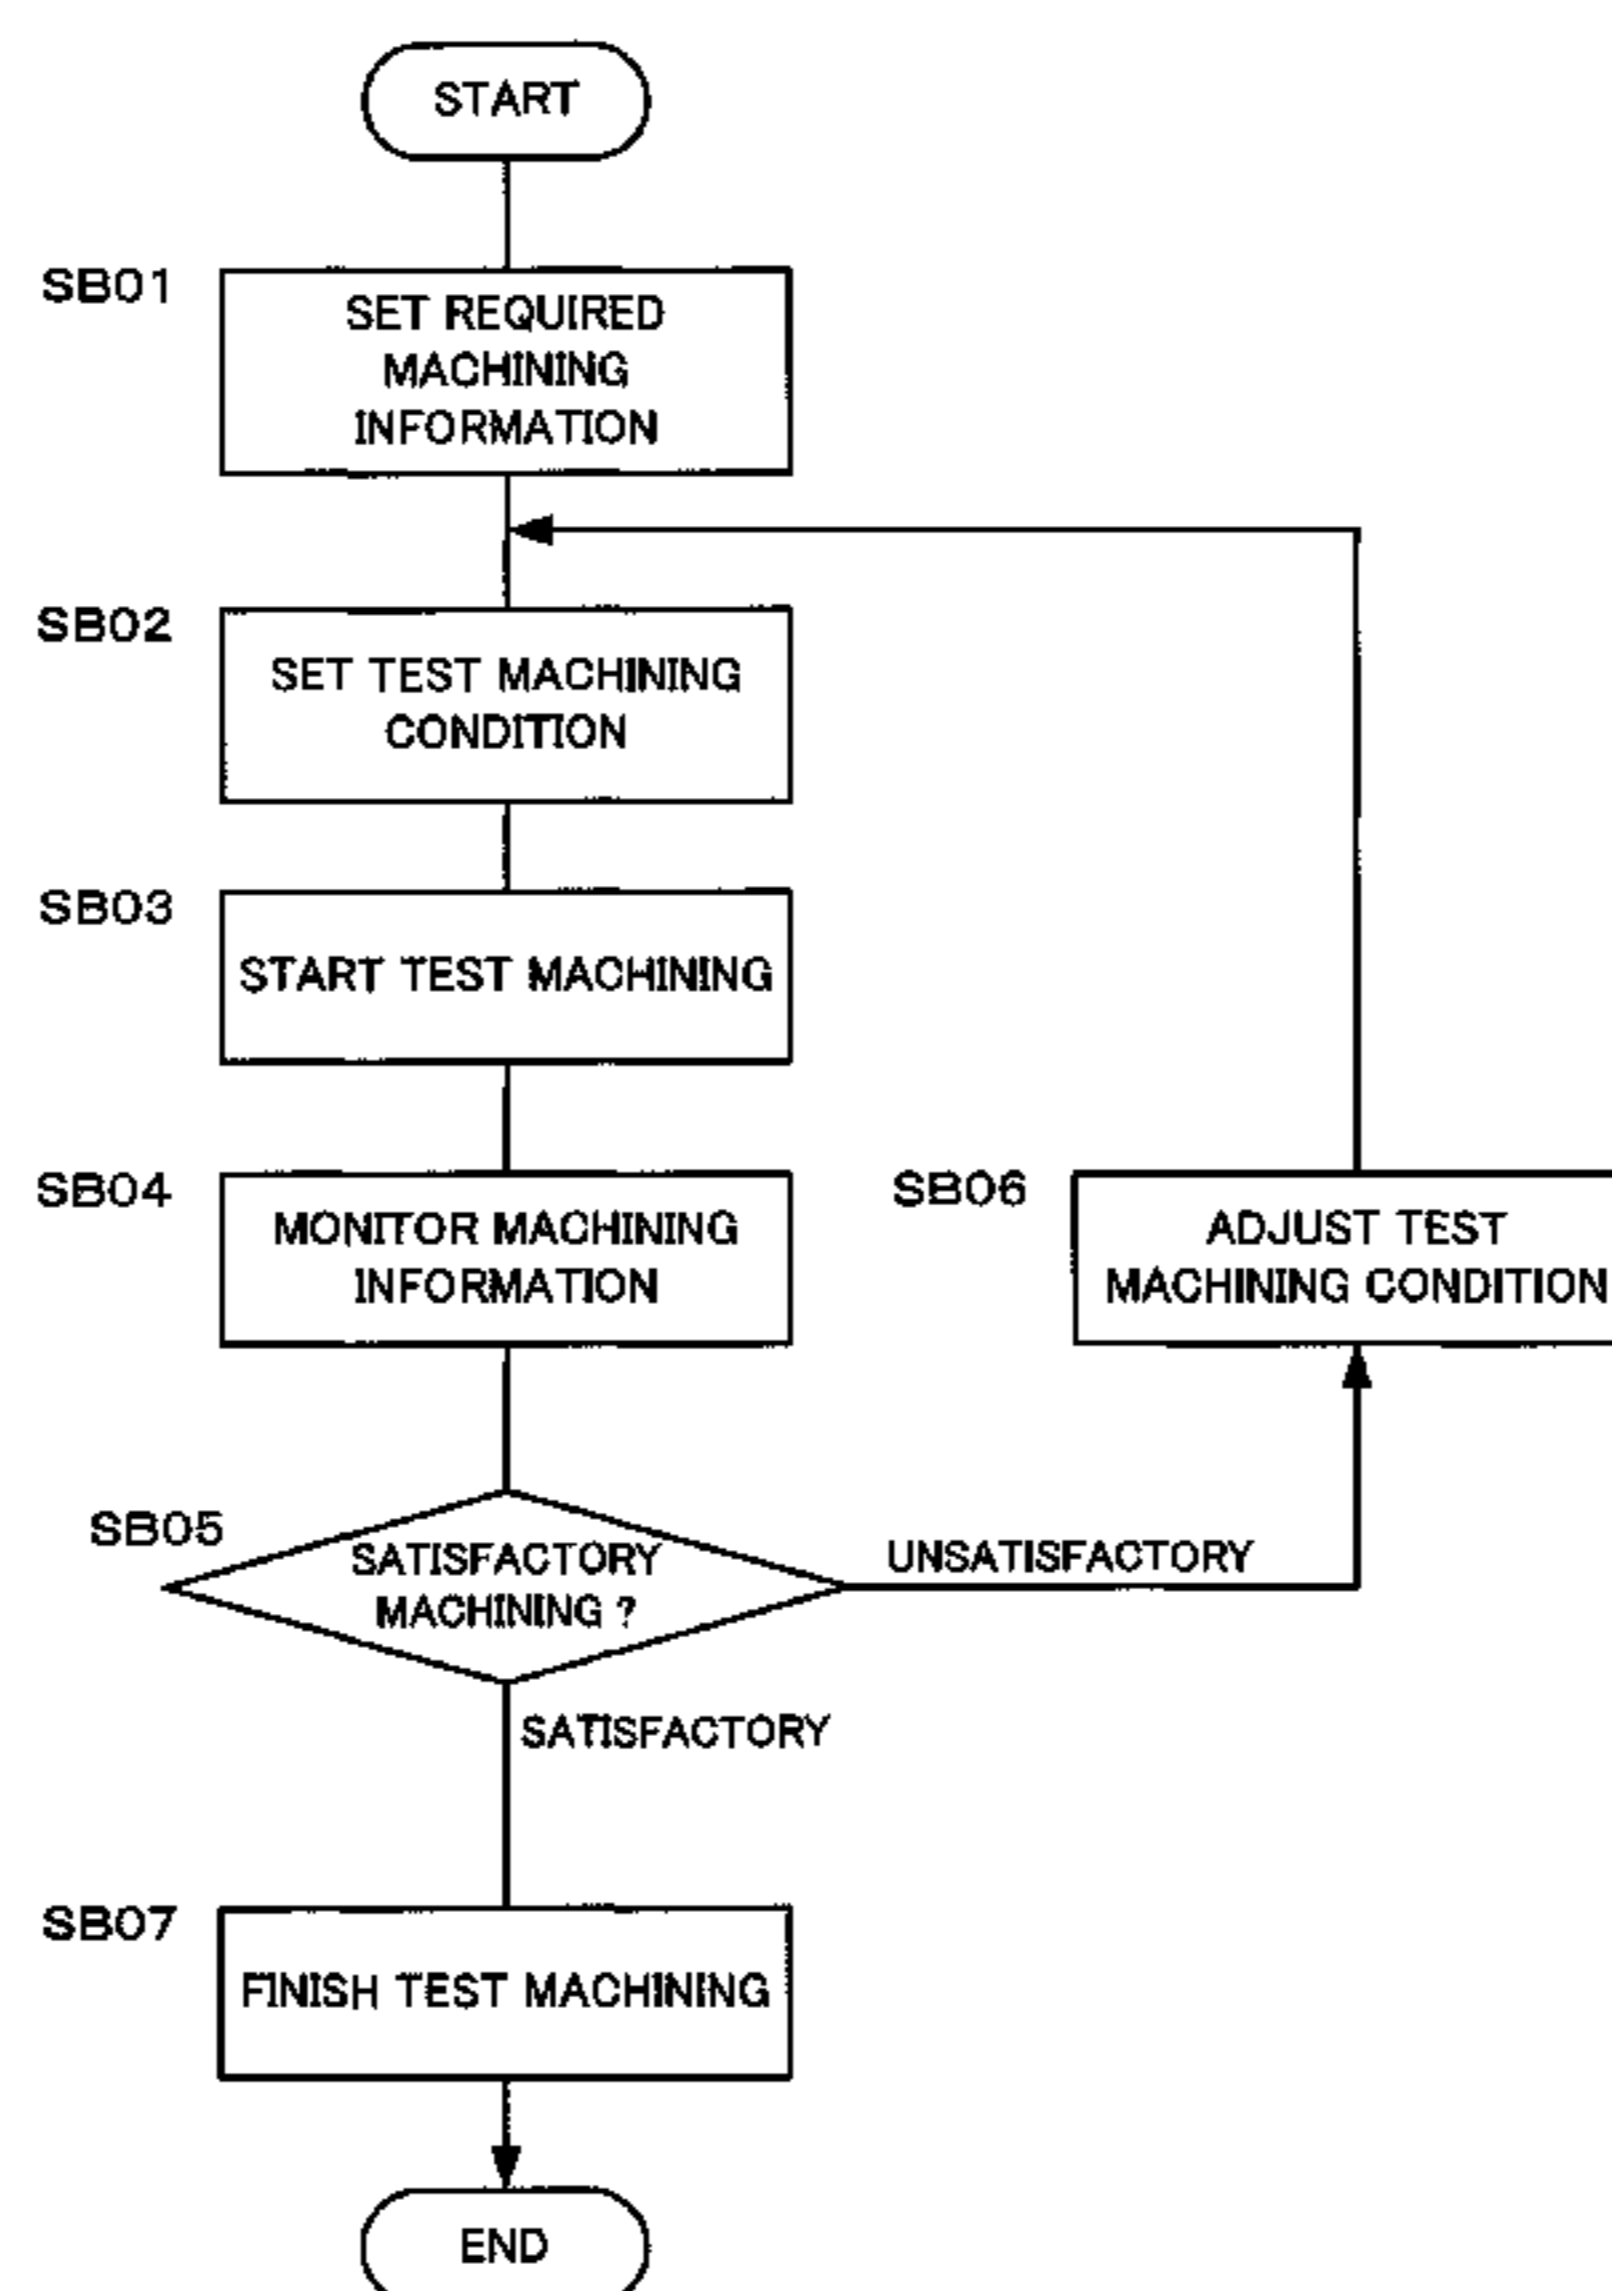 START
SB01
SET REQUIRED
MACHINING
INFORMATION
SB02
SET TEST MACHINING
CONDITION
SB03
START TEST MACHINING
SB04
MONITOR MACHINING
INFORMATION
SB06
ADJUST TEST
MACHINING CONDITION
SB05
SATISFACTORY
MACHINING ?
UNSATISFACTORY
SATISFACTORY
SB07
FINISH TEST MACHINING
END